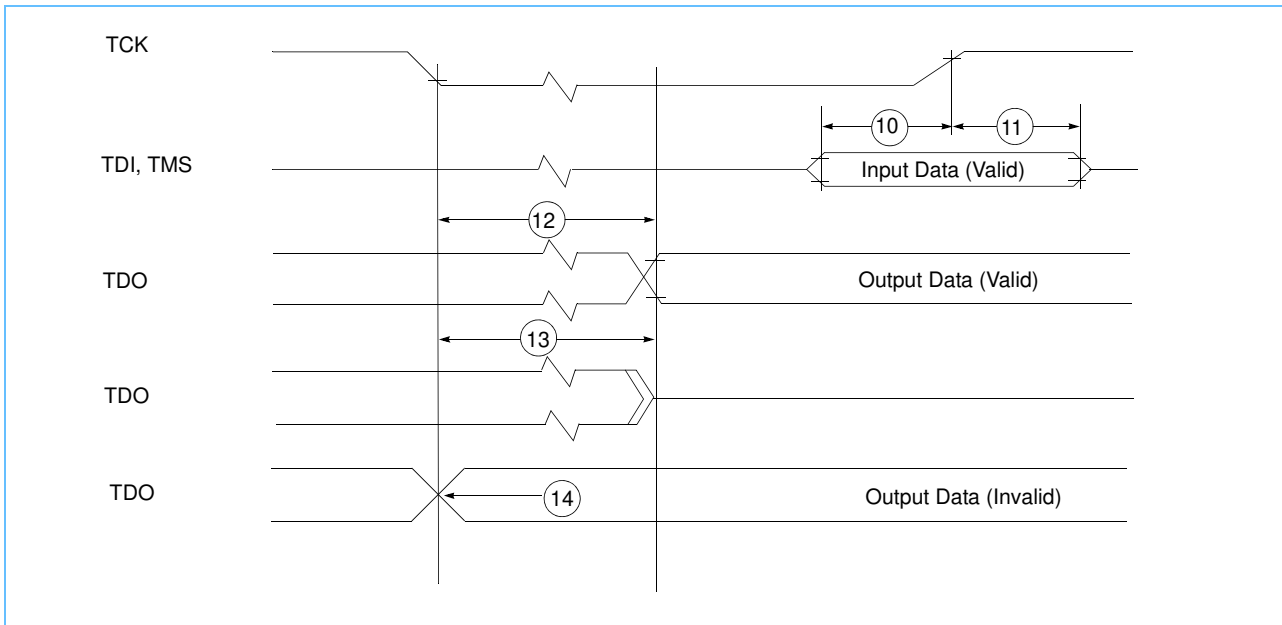 TCK
10
11
TDI, TMS
Input Data (Valid)
12
TDO
Output Data (Valid)
13
TDO
TDO
14
Output Data (Invalid)